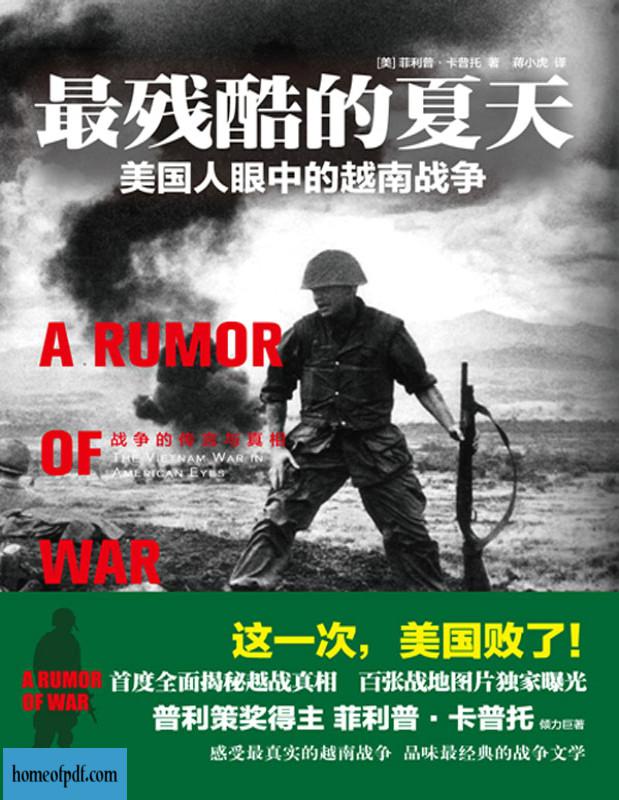 [美]菲利普·卡普托 著 蒋小虎 译
最残酷的夏天
美国人眼中的越南战争
A RUMOR
OF
战争的传言与真相
THE VIETNAM WAR IN
AMERICAN EYES
WAR
这一次，美国败了!
A RUMOR
OF WAR
首度全面揭秘越战真相 百张战地图片独家曝光
普利策奖得主 菲利普·卡普托 倾力巨著
感受最真实的越南战争 品味最经典的战争文学
homeofpdf.com